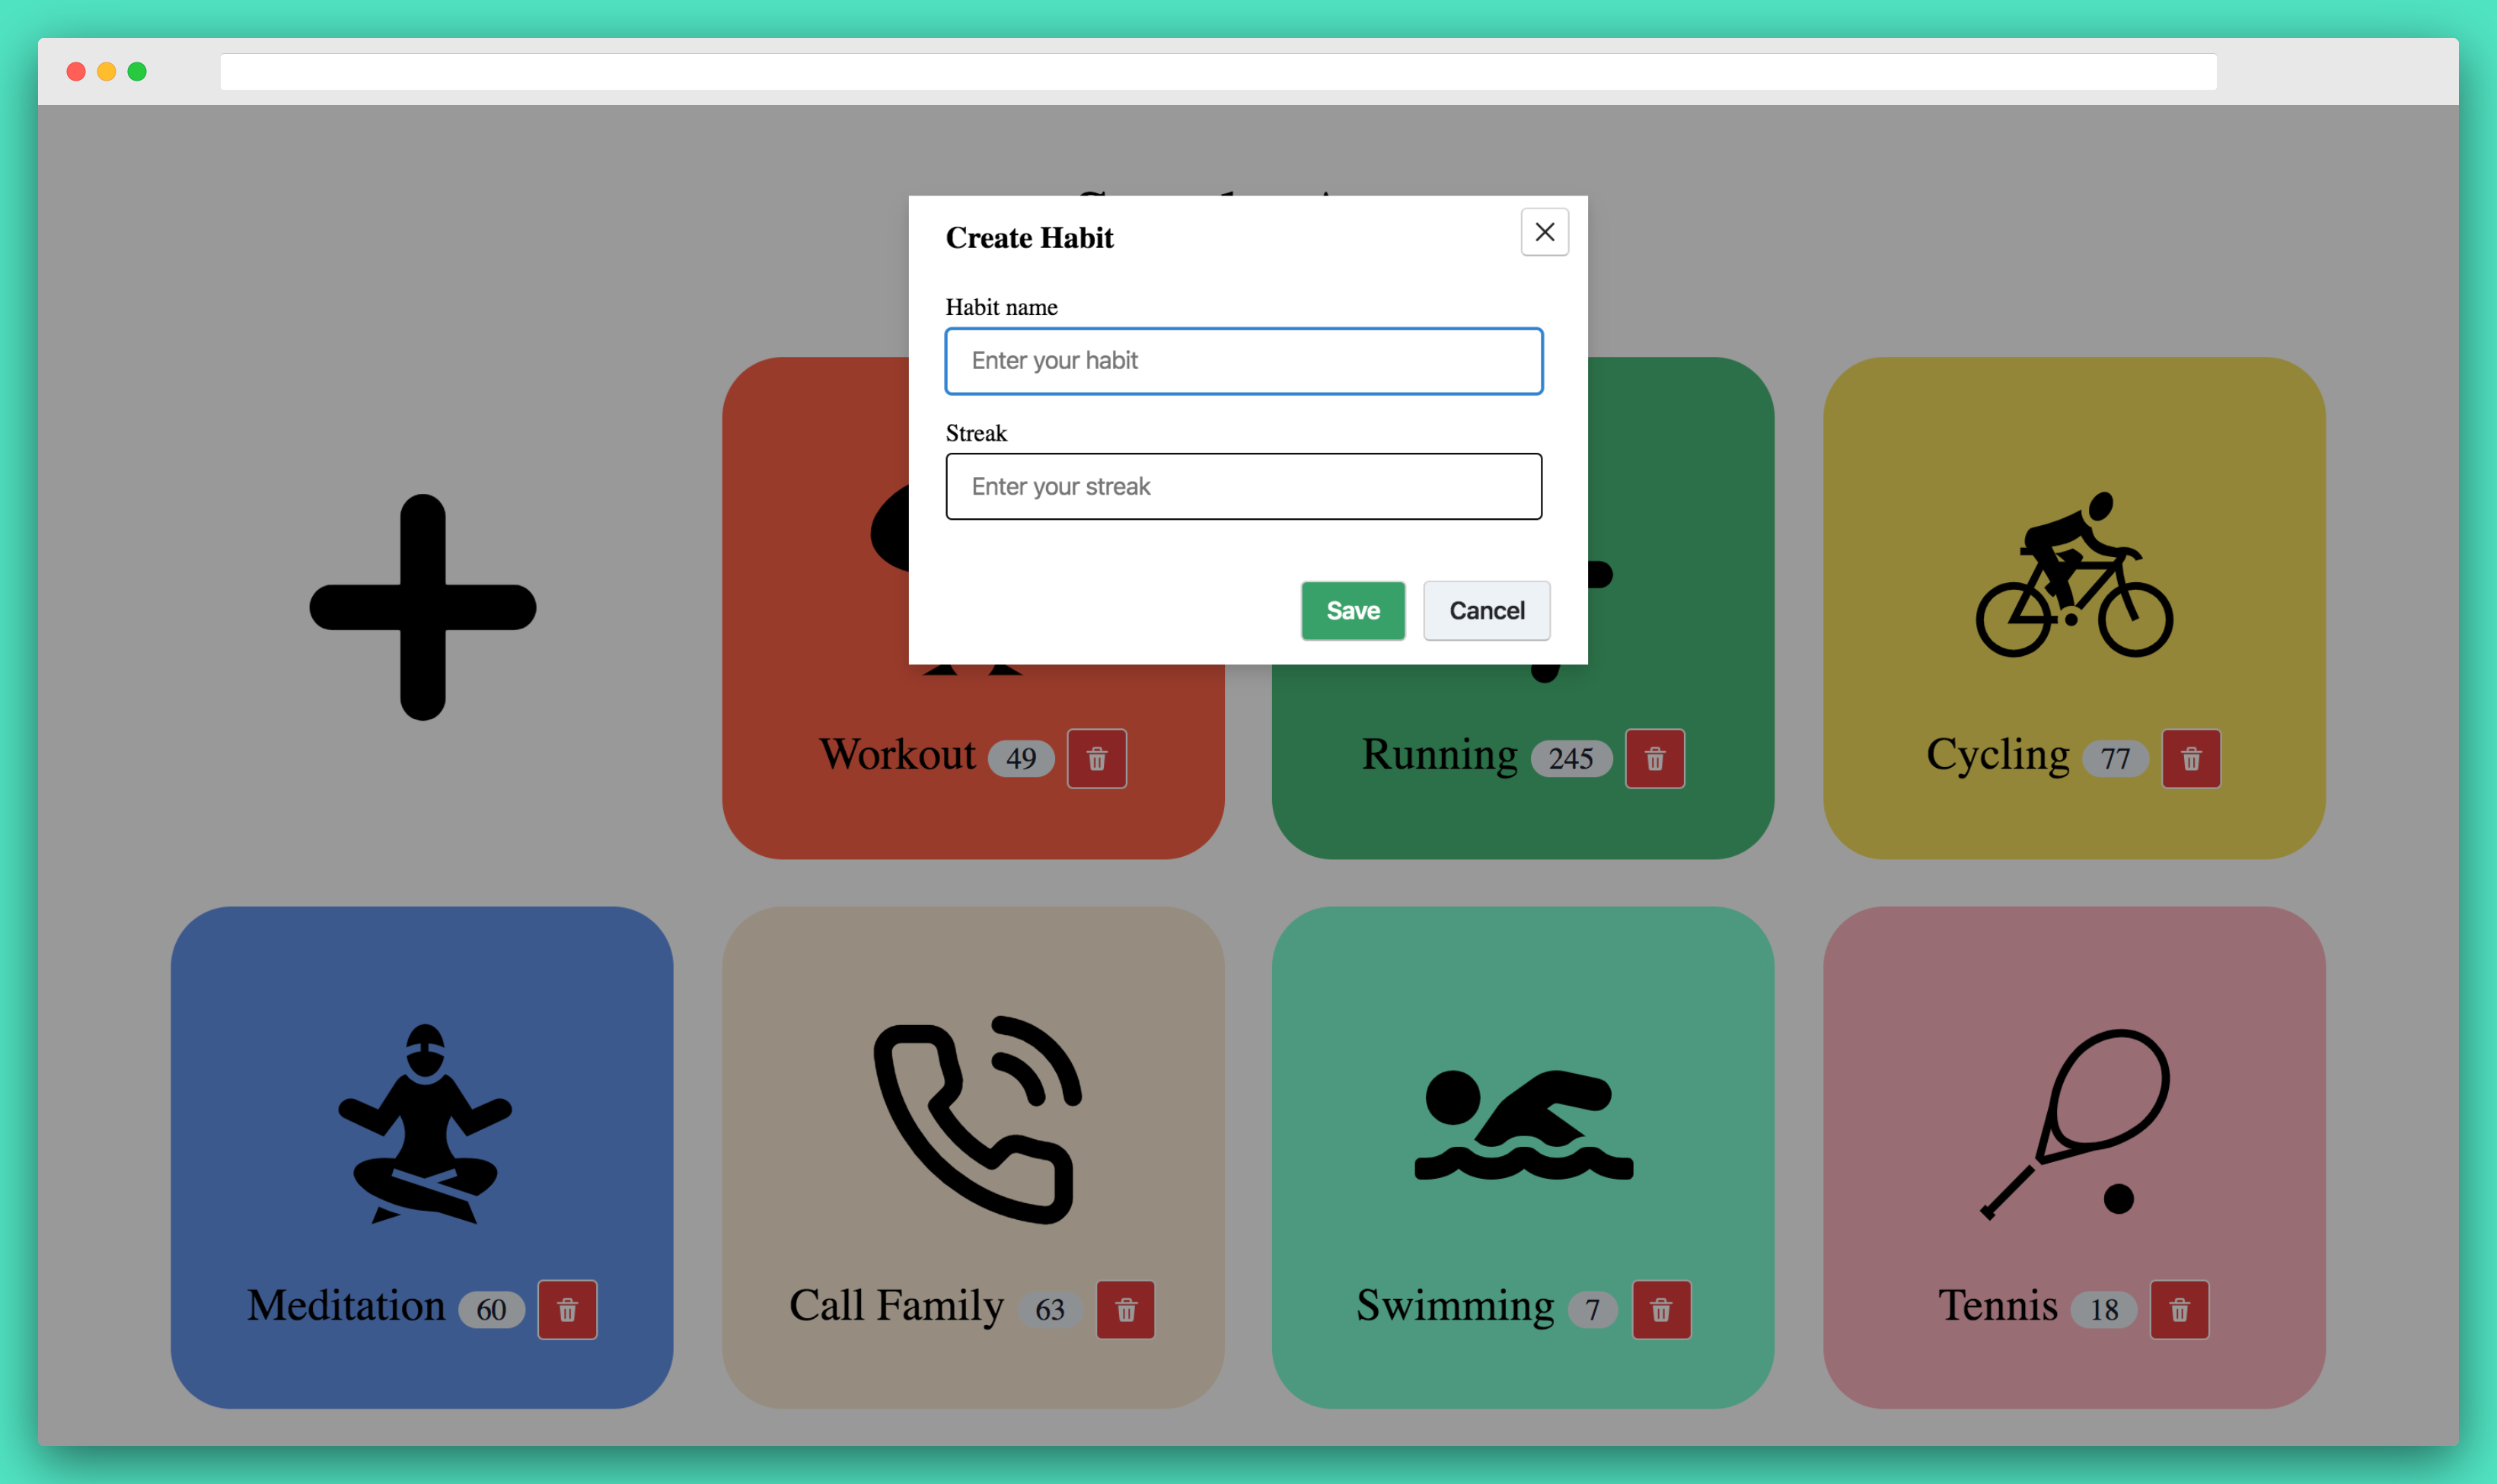 Create Habit
Habit name
Enter your habit
Streak
Enter your streak
Save Cancel
Workout 49
Running 245
Cycling 77
Meditation 60
Call Family 63
Swimming 7
Tennis 18